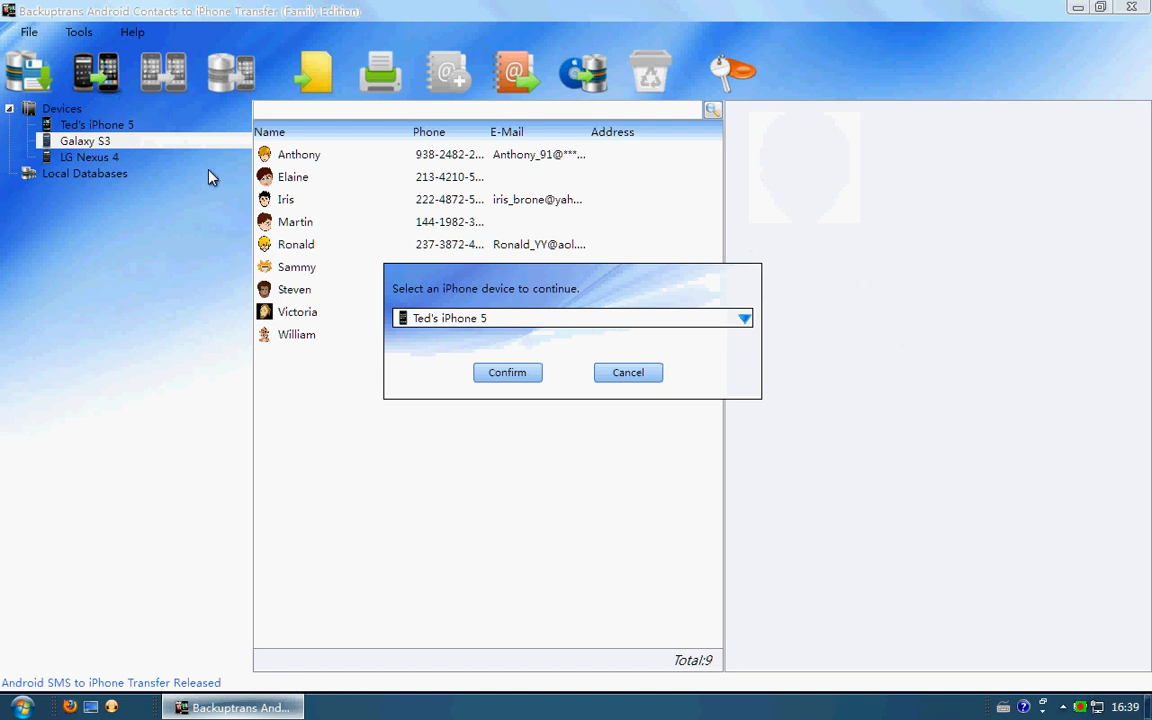 Backuptrans Android Contacts to iPhone Transfer (Family Edition)
File Tools Help
Devices
Ted's iPhone 5
Galaxy S3
LG Nexus 4
Local Databases
Name Phone E-Mail Address
Anthony 938-2482-2... Anthony_91@***...
Elaine 213-4210-5...
Iris 222-4872-5... iris_brone@yah...
Martin 144-1982-3...
Ronald 237-3872-4... Ronald_YY@aol....
Sammy
Steven
Victoria
William
Select an iPhone device to continue.
Ted's iPhone 5
Confirm Cancel
Total:9
Android SMS to iPhone Transfer Released
Backuptrans And...
16:39